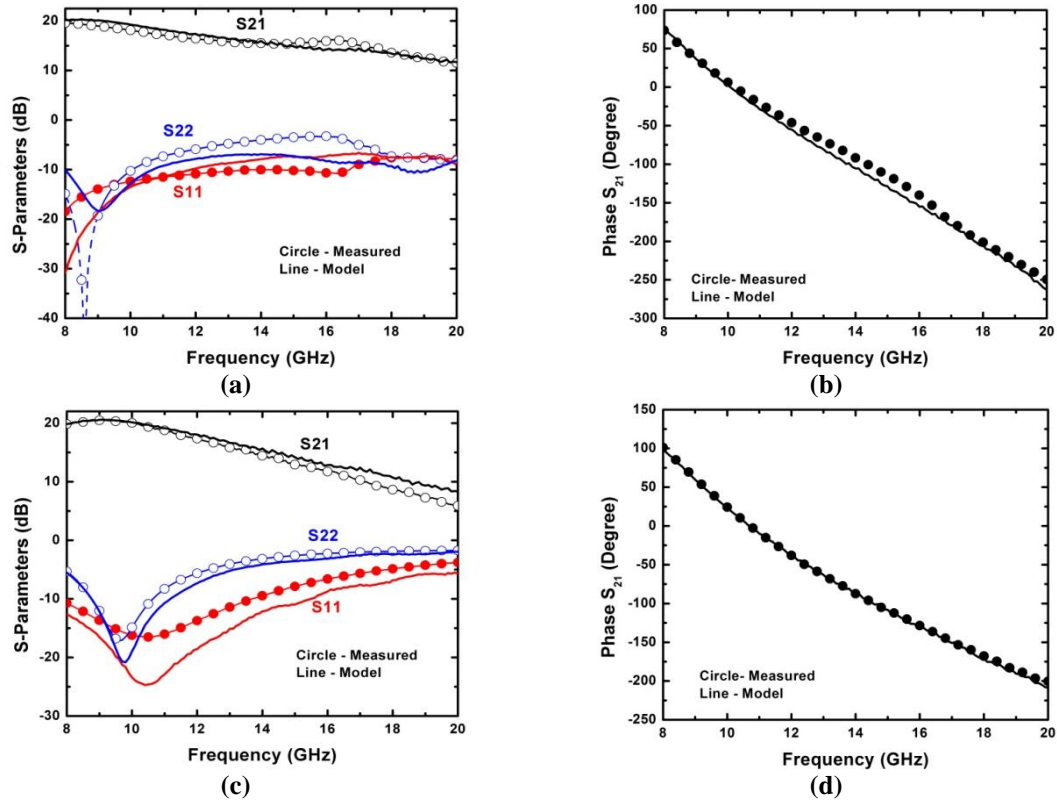 S-Parameters (dB)
20
10
0
-10
-20
-30
-40
S21
S22
S11
Circle - Measured
Line - Model
8 10 12 14 16 18 20
Frequency (GHz)
(a)
Phase S21 (Degree)
100
50
0
-50
-100
-150
-200
-250
-300
Circle- Measured
Line - Model
8 10 12 14 16 18 20
Frequency (GHz)
(b)
S-Parameters (dB)
20
10
0
-10
-20
-30
S21
S22
S11
Circle - Measured
Line - Model
8 10 12 14 16 18 20
Frequency (GHz)
(c)
Phase S21 (Degree)
150
100
50
0
-50
-100
-150
-200
-250
Circle- Measured
Line - Model
8 10 12 14 16 18 20
Frequency (GHz)
(d)